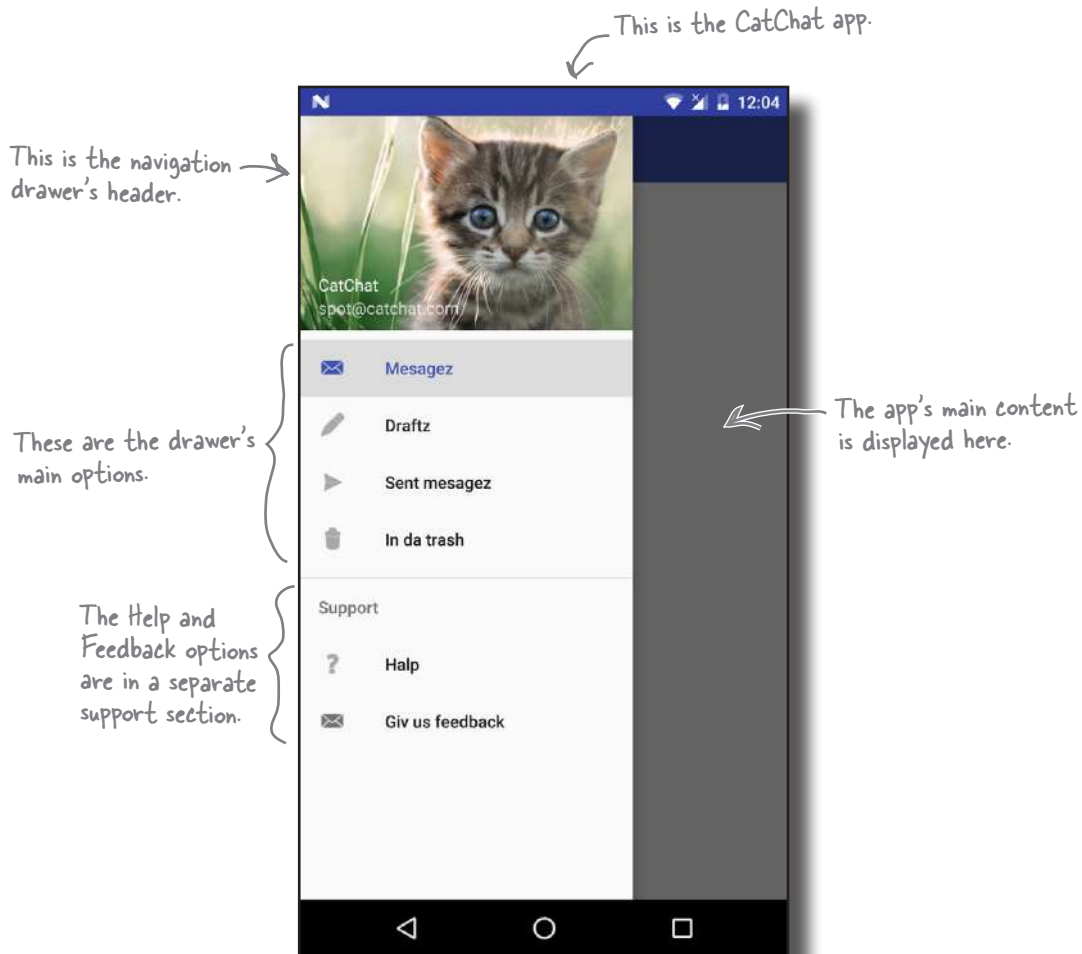 This is the CatChat app.
12:04
This is the navigation
drawer's header.
CatChat
spot@catchat.com
These are the drawer's
main options.
Mesagez
Draftz
Sent mesagez
In da trash
The app's main content
is displayed here.
The Help and
Feedback options
are in a separate
support section.
Support
Halp
Giv us feedback